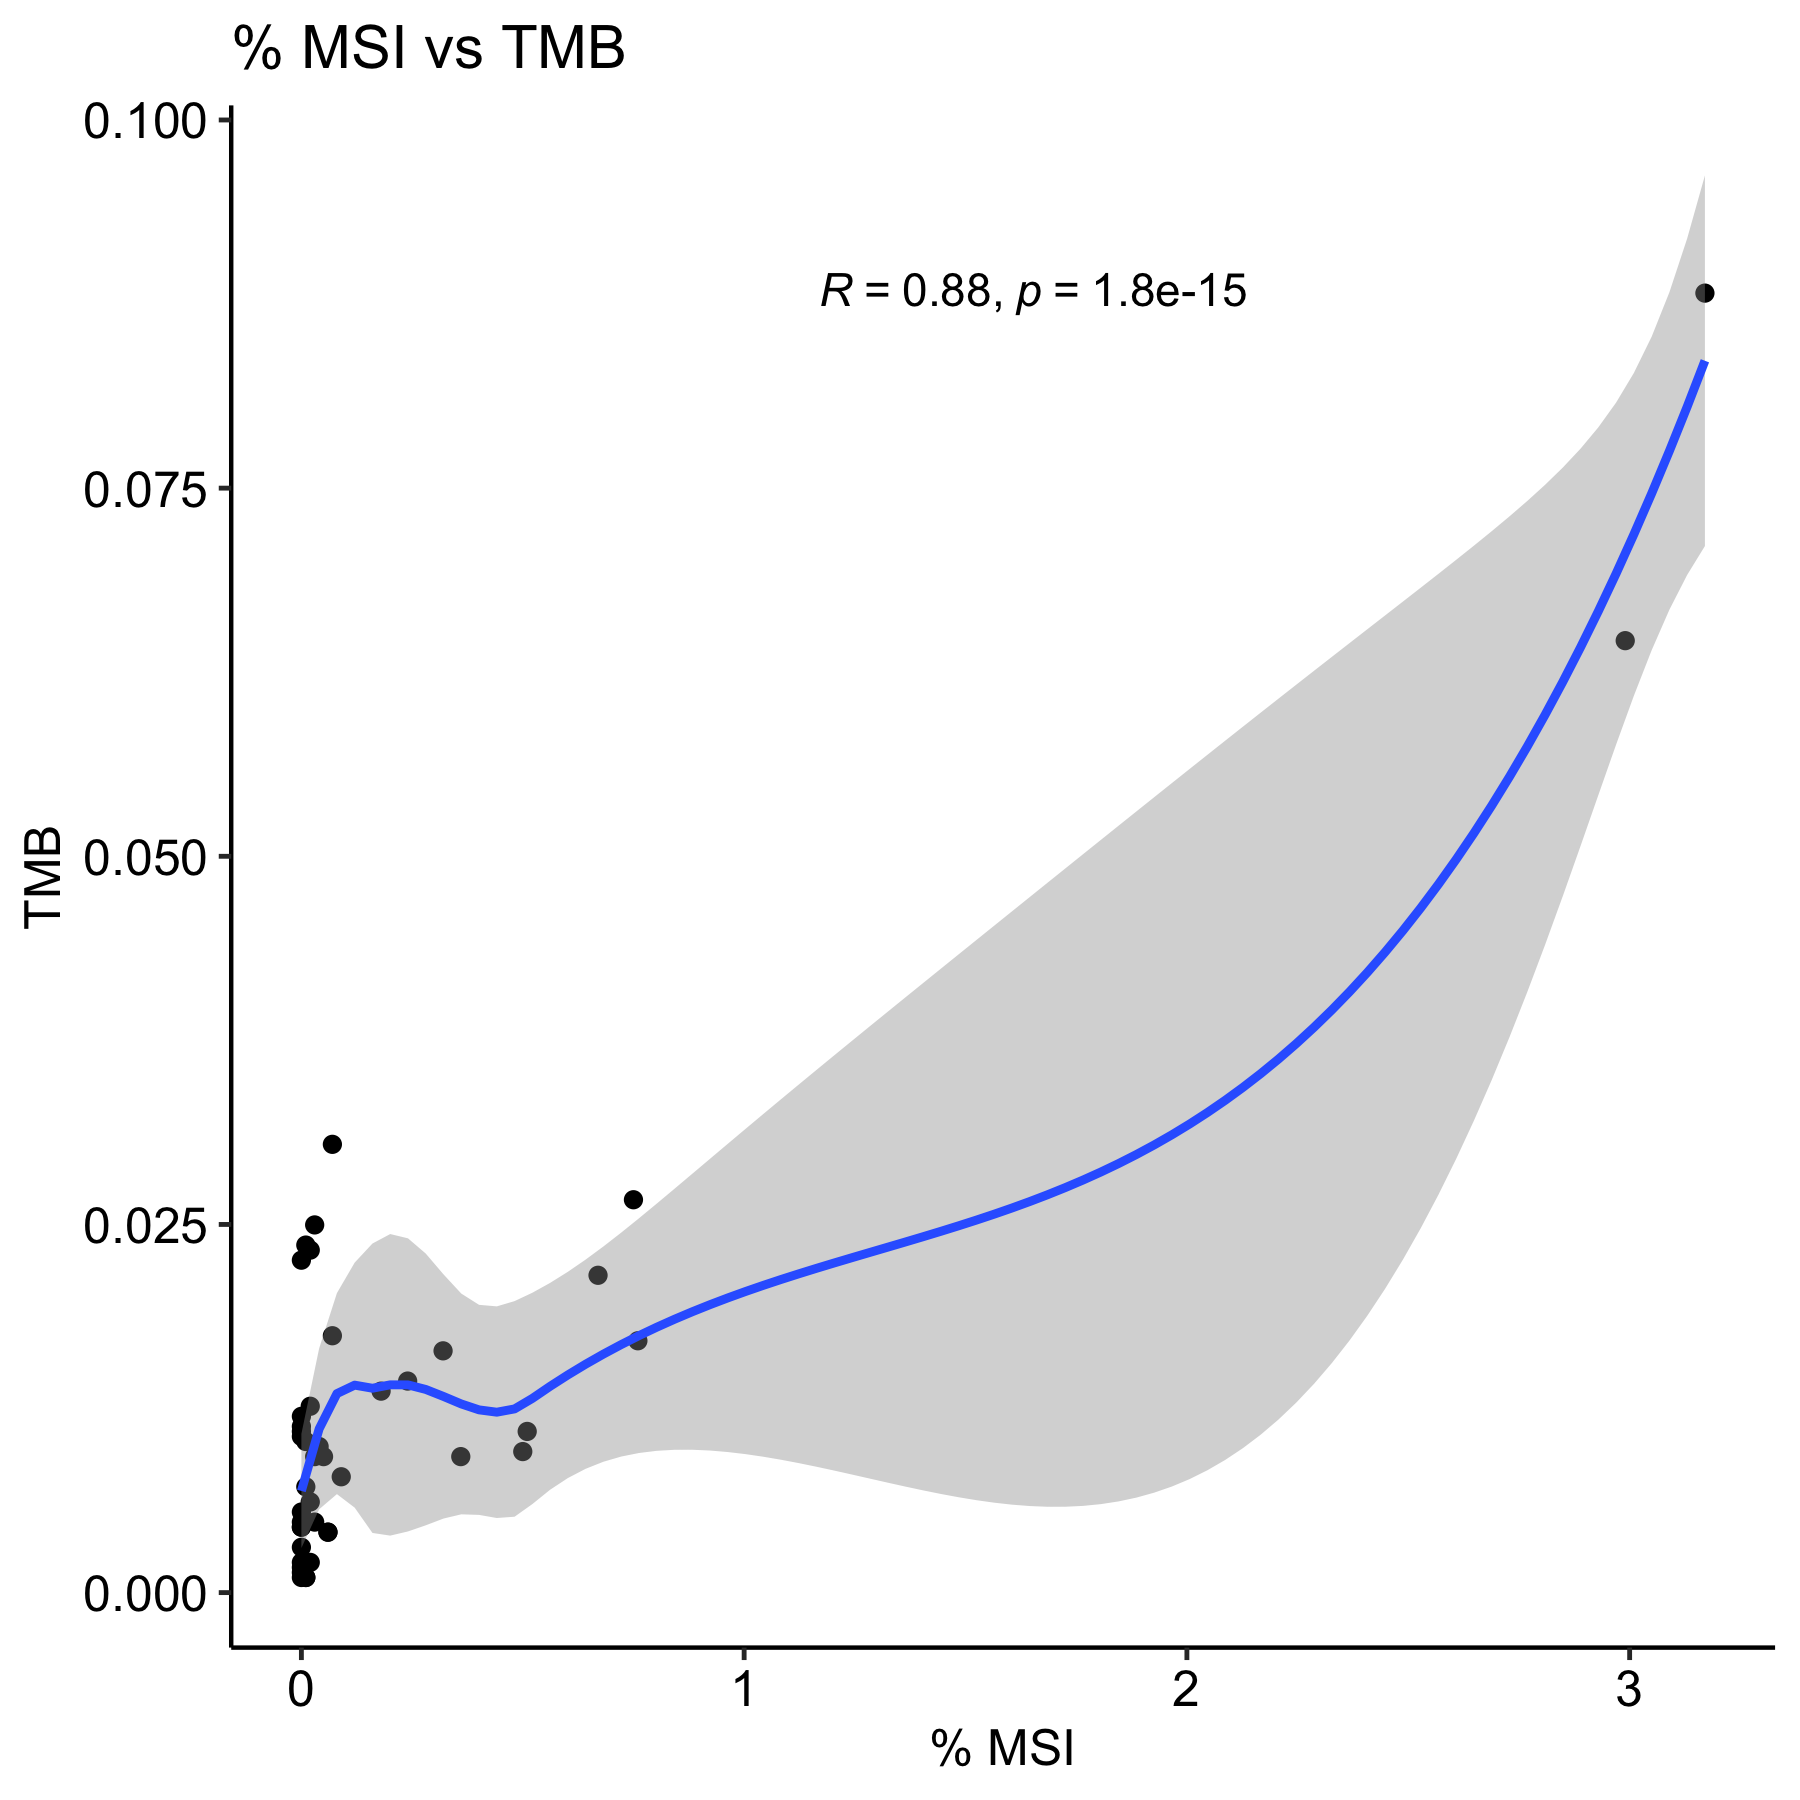 % MSI vs TMB
0.100
R = 0.88, p = 1.8e-15
0.075
0.050
TMB
0.025
0.000
0 1 2 3
% MSI